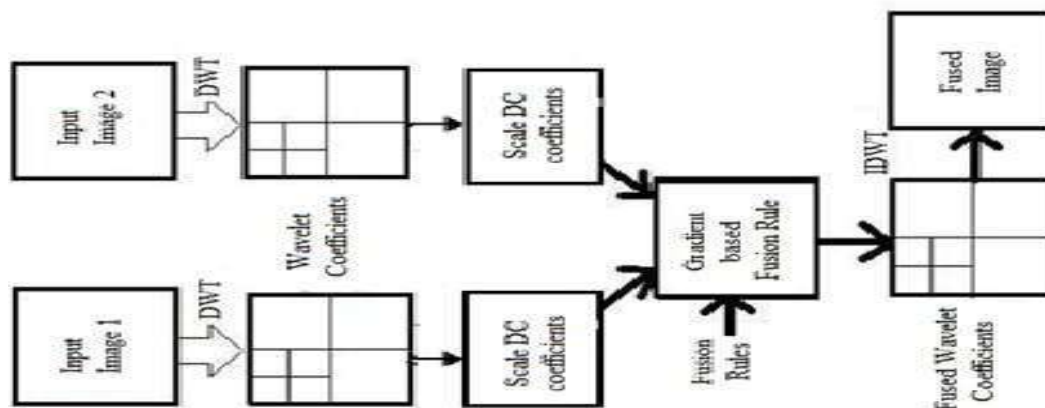 Input
Image 1
DWT
Wavelet
Coefficients
Input
Image 2
DWT
Scale DC
coefficients
Scale DC
coefficients
Fusion
Rules
Gradient
based
Fusion Rule
Fused Wavelet
Coefficients
IDWT
Fused
Image